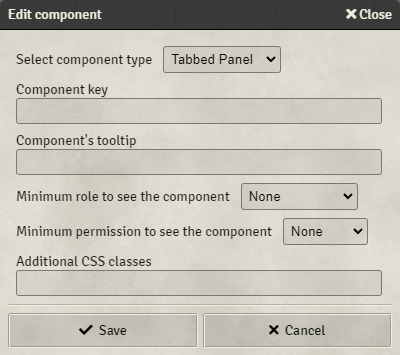 Edit component
Close
Select component type
Tabbed Panel
Component key
Component's tooltip
Minimum role to see the component
None
Minimum permission to see the component
None
Additional CSS classes
Save
Cancel